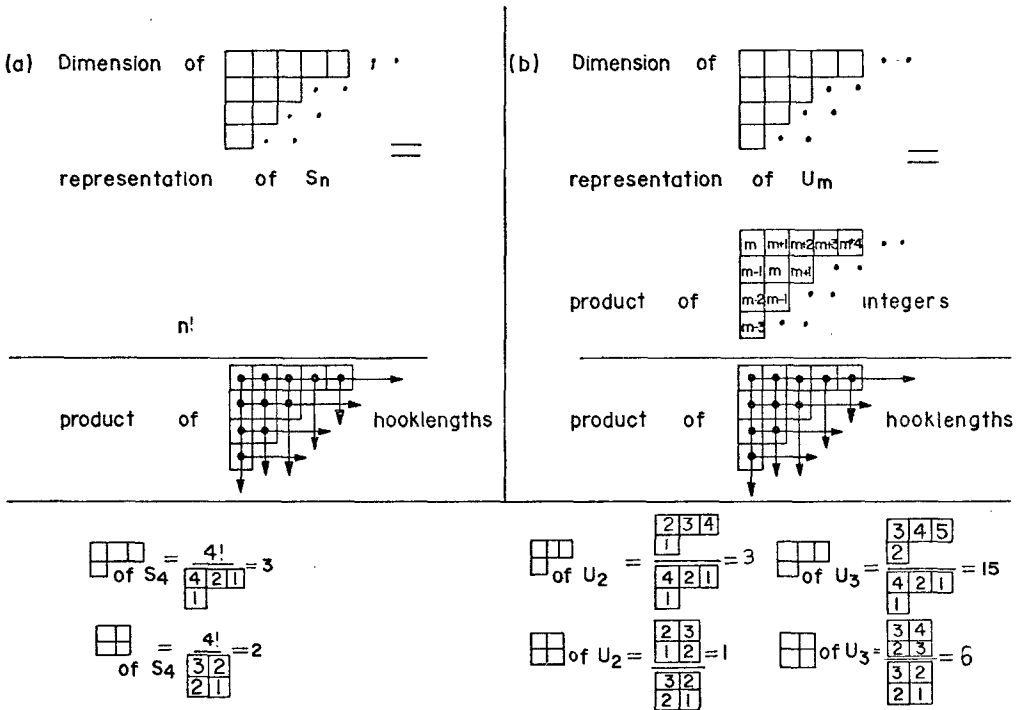 (a) Dimension of
representation of Sn
=
n!
product of hooklengths
of S4 = 4! = 3
4 2 1
1
of S4 = 4! = 2
3 2
2 1
(b) Dimension of
representation of Um
=
m m+1 m+2 m+3 m+4
m-1 m m+1
m-2 m-1
m-3
product of integers
product of hooklengths
2 3 4
1
of U2 = = 3
4 2 1
1
3 4 5
2
of U3 = = 15
4 2 1
1
2 3
1 2
of U2 = = 1
3 2
2 1
3 4
2 3
of U3 = = 6
3 2
2 1